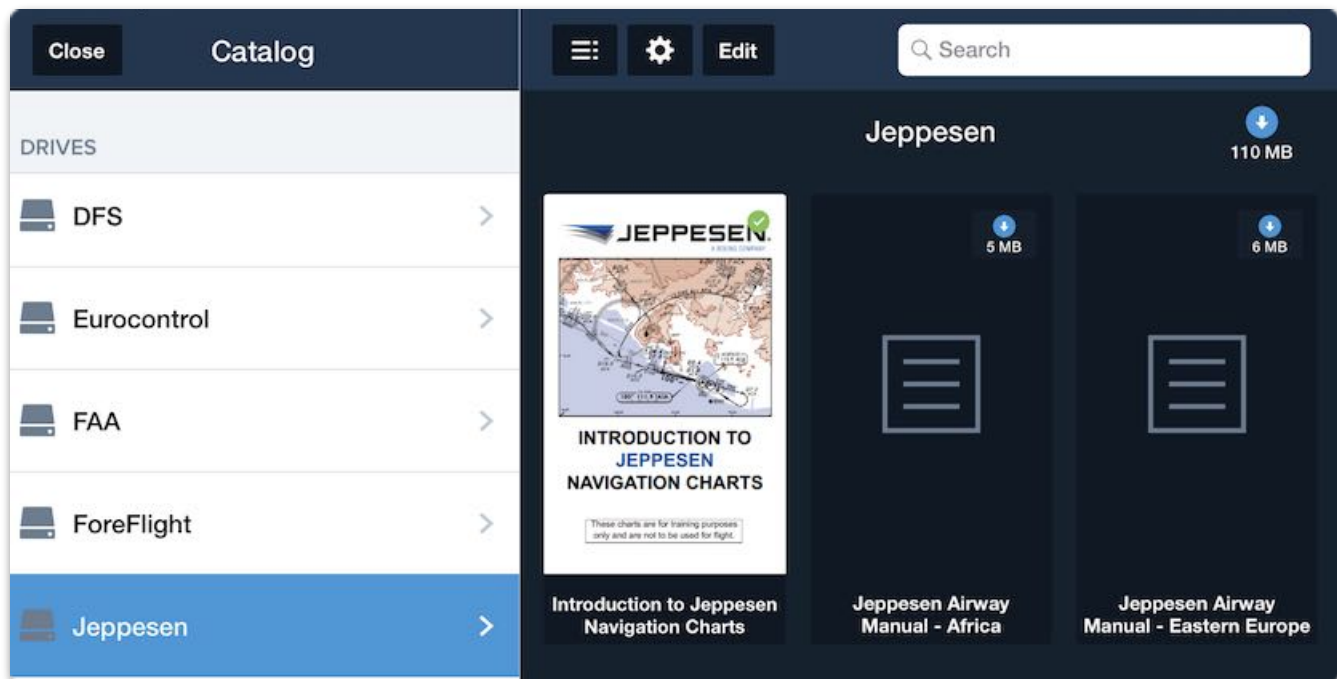 Close
Catalog
Edit
Search
DRIVES
DFS
Eurocontrol
FAA
ForeFlight
Jeppesen
Jeppesen
110 MB
JEPPESEN.
A BOEING COMPANY
INTRODUCTION TO
JEPPESEN
NAVIGATION CHARTS
These charts are for training purposes
only and are not to be used for flight.
Introduction to Jeppesen
Navigation Charts
5 MB
Jeppesen Airway
Manual - Africa
6 MB
Jeppesen Airway
Manual - Eastern Europe